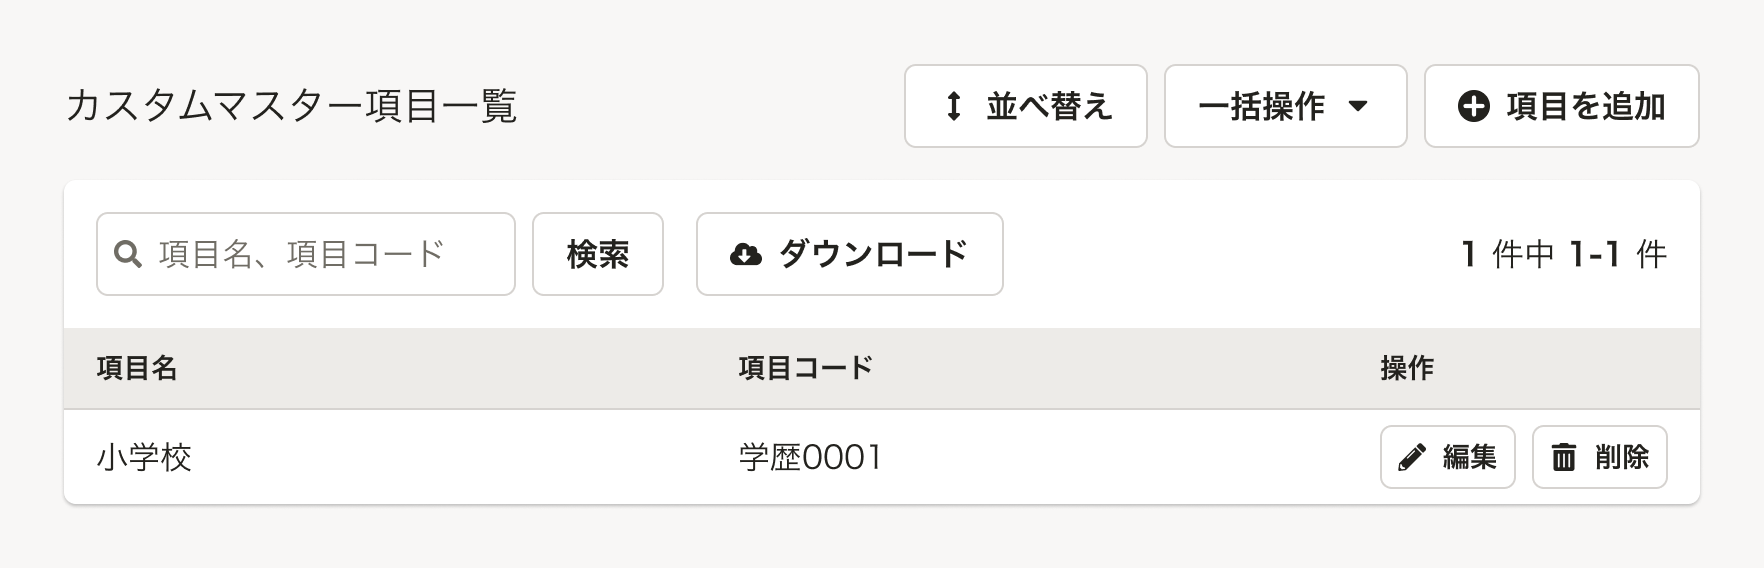 カスタムマスター項目一覧
並べ替え
一括操作
項目を追加
項目名、項目コード
検索
ダウンロード
1 件中 1-1 件
項目名 項目コード 操作
小学校 学歴0001 編集 削除